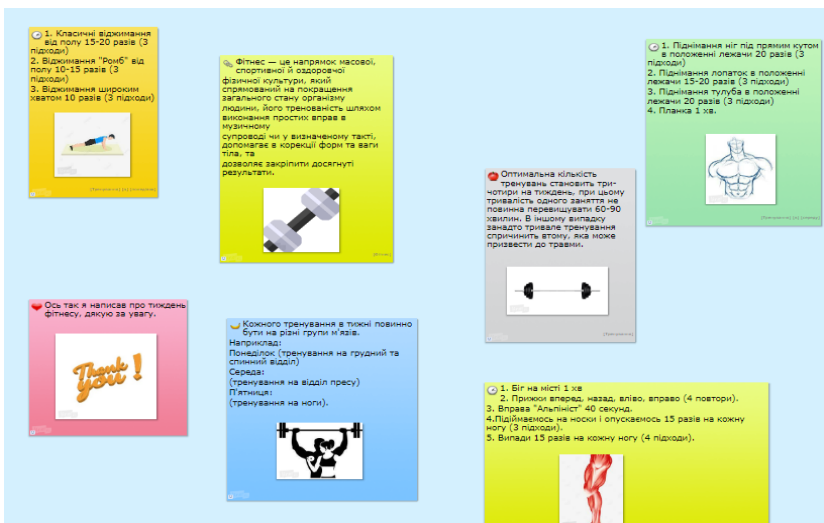 1. Класичні віджимання
від полу 15-20 разів (3
підходи)
2. Віджимання "Ромб" від
полу 10-15 разів (3
підходи)
3. Віджимання широким
хватом 10 разів (3 підходи)
Фітнес — це напрямок масової,
спортивної й оздоровчої
фізичної культури, який
спрямований на покращення
загального стану організму
людини, його тренованість шляхом
виконання простих вправ в
музичному
супроводі чи у визначеному такті,
допомагає в корекції форм та ваги
тіла, та
дозволяє закріпити досягнуті
результати.
1. Піднімання ніг під прямим кутом
в положенні лежачи 20 разів (3
підходи)
2. Піднімання лопаток в положенні
лежачи 15-20 разів (3 підходи)
3. Піднімання тулуба в положенні
лежачи 20 разів (3 підходи)
4. Планка 1 хв.
Оптимальна кількість
тренувань становить три-
чотири на тиждень, при цьому
тривалість одного заняття не
повинна перевищувати 60-90
хвилин. В іншому випадку
занадто тривале тренування
спричинить втому, яка може
призвести до травми.
Ось так я написав про тиждень
фітнесу, дякую за увагу.
Thank
you!
Кожного тренування в тижні повинно
бути на різні групи м'язів.
Наприклад:
Понеділок (тренування на грудний та
спинний відділ)
Середа:
(тренування на відділ пресу)
П'ятниця:
(тренування на ноги).
1. Біг на місті 1 хв
2. Прижки вперед, назад, вліво, вправо (4 повтори).
3. Вправа "Альпініст" 40 секунд.
4.Підіймаємось на носки і опускаємось 15 разів на кожну
ногу (3 підходи).
5. Випади 15 разів на кожну ногу (4 підходи).